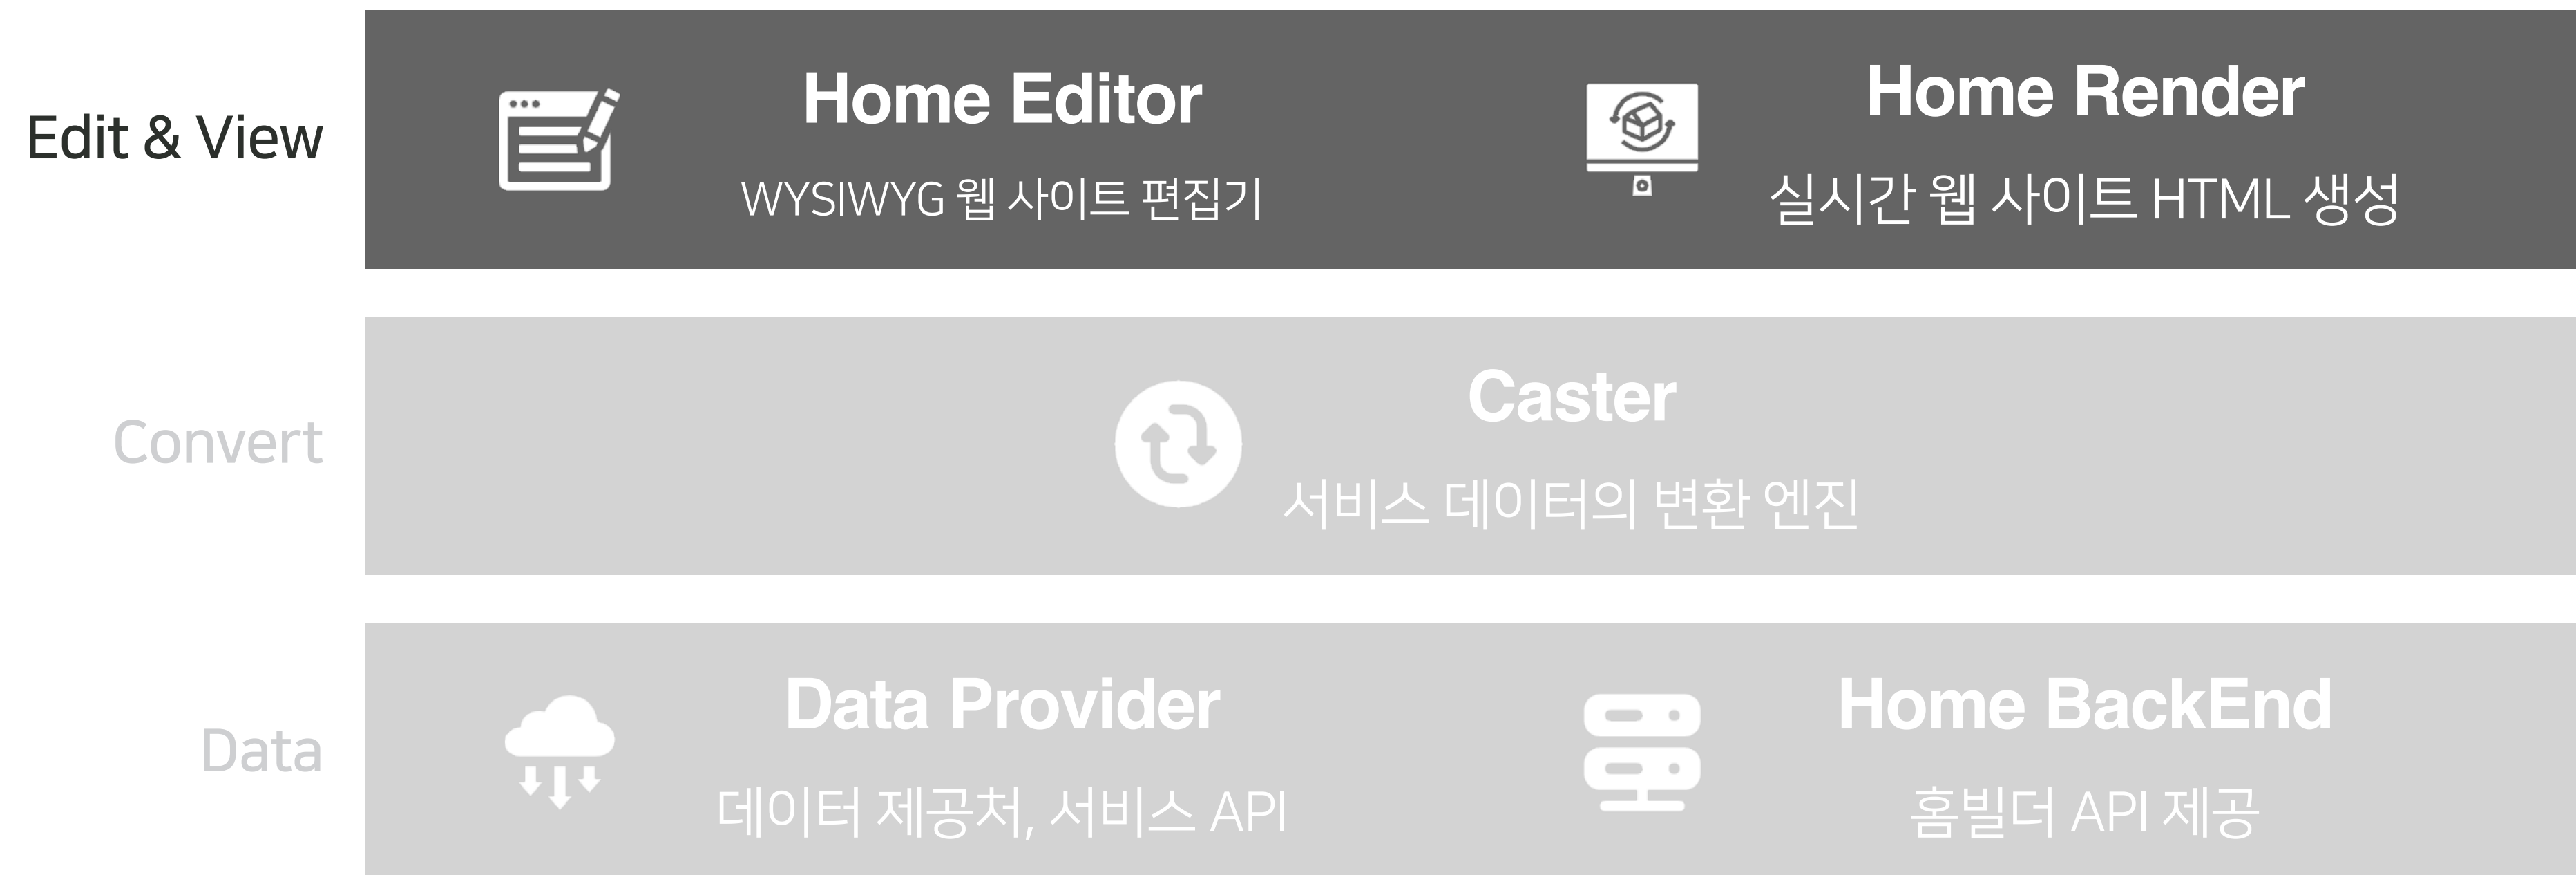 Edit & View
Home Editor
WYSIWYG 웹 사이트 편집기
Home Render
실시간 웹 사이트 HTML 생성
Convert
Caster
서비스 데이터의 변환 엔진
Data
Data Provider
데이터 제공처, 서비스 API
Home BackEnd
홈빌더 API 제공